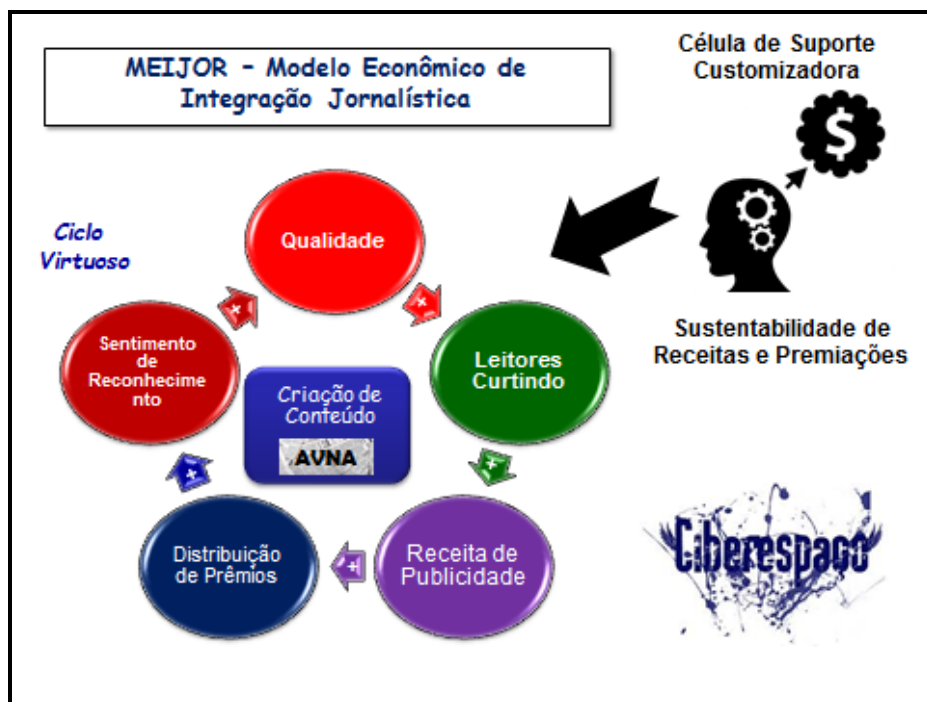 MEIJOR – Modelo Econômico de
Integração Jornalística
Célula de Suporte
Customizadora
$
Ciclo
Virtuoso
Qualidade
+
+
Sentimento
de
Reconhecime
nto
Leitores
Curtindo
Sustentabilidade de
Receitas e Premiações
Criação de
Conteúdo
AVNA
+
+
Distribuição
de Prêmios
+
Receita de
Publicidade
Ciberespaço